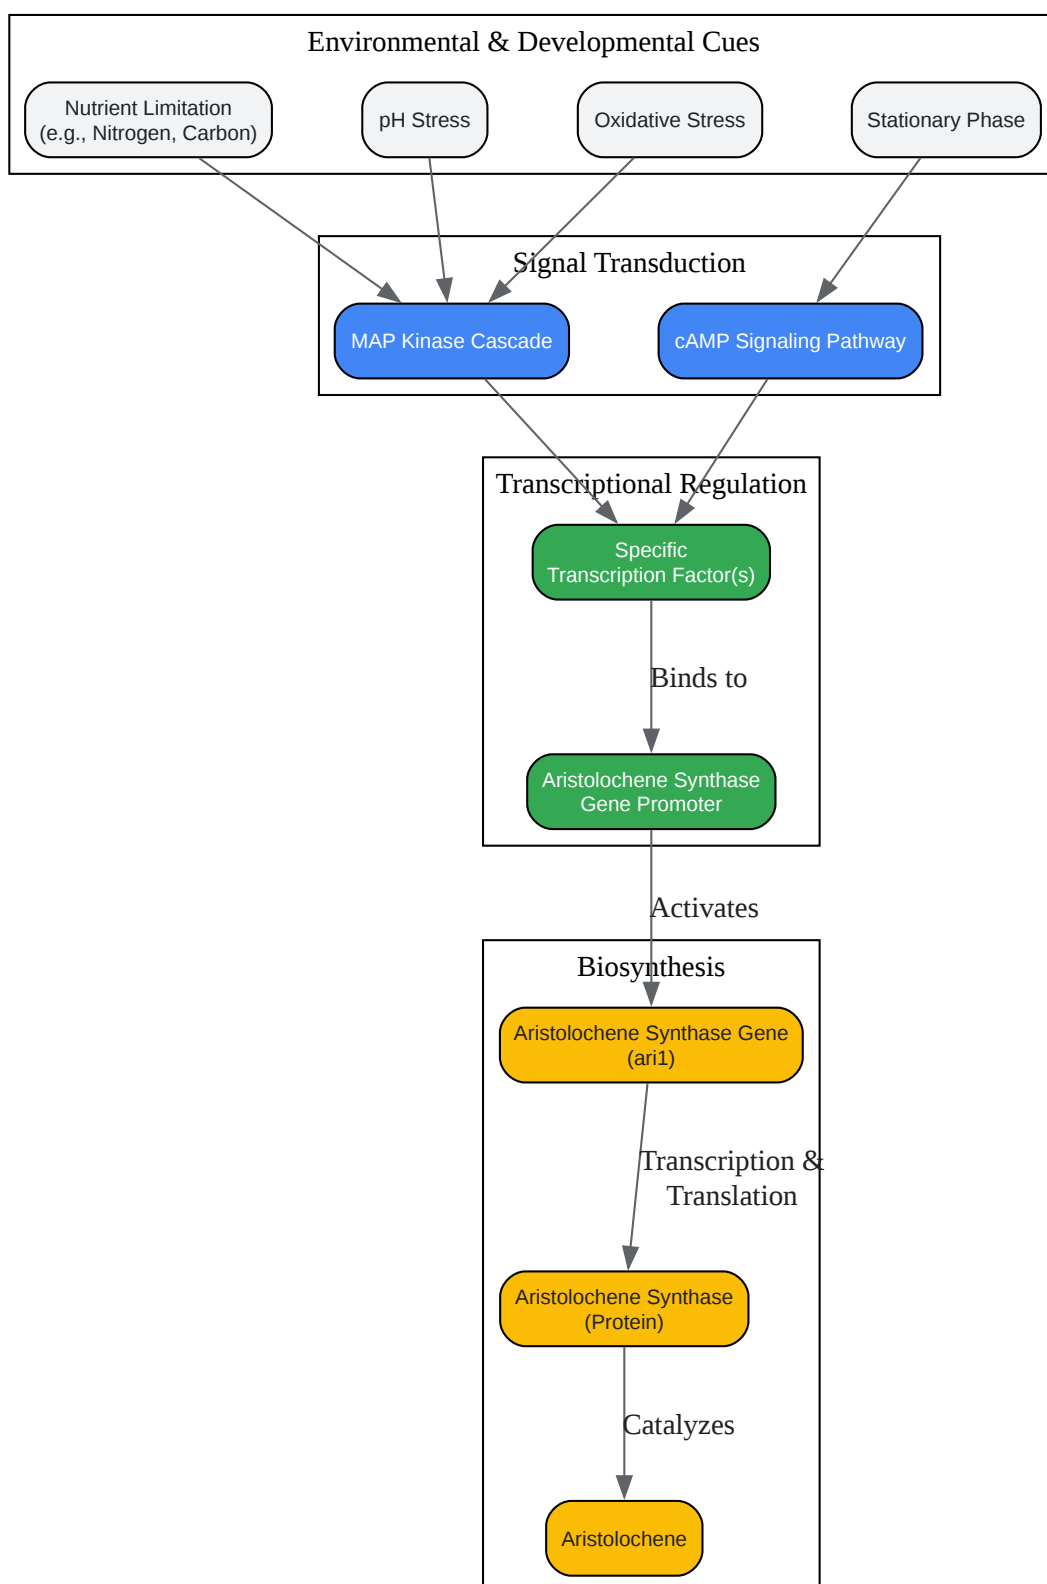 Environmental & Developmental Cues
Nutrient Limitation
(e.g., Nitrogen, Carbon)
pH Stress
Oxidative Stress
Stationary Phase
Signal Transduction
MAP Kinase Cascade
cAMP Signaling Pathway
Transcriptional Regulation
Specific
Transcription Factor(s)
Binds to
Aristolochene Synthase
Gene Promoter
Activates
Biosynthesis
Aristolochene Synthase Gene
(ari1)
Transcription &
Translation
Aristolochene Synthase
(Protein)
Catalyzes
Aristolochene